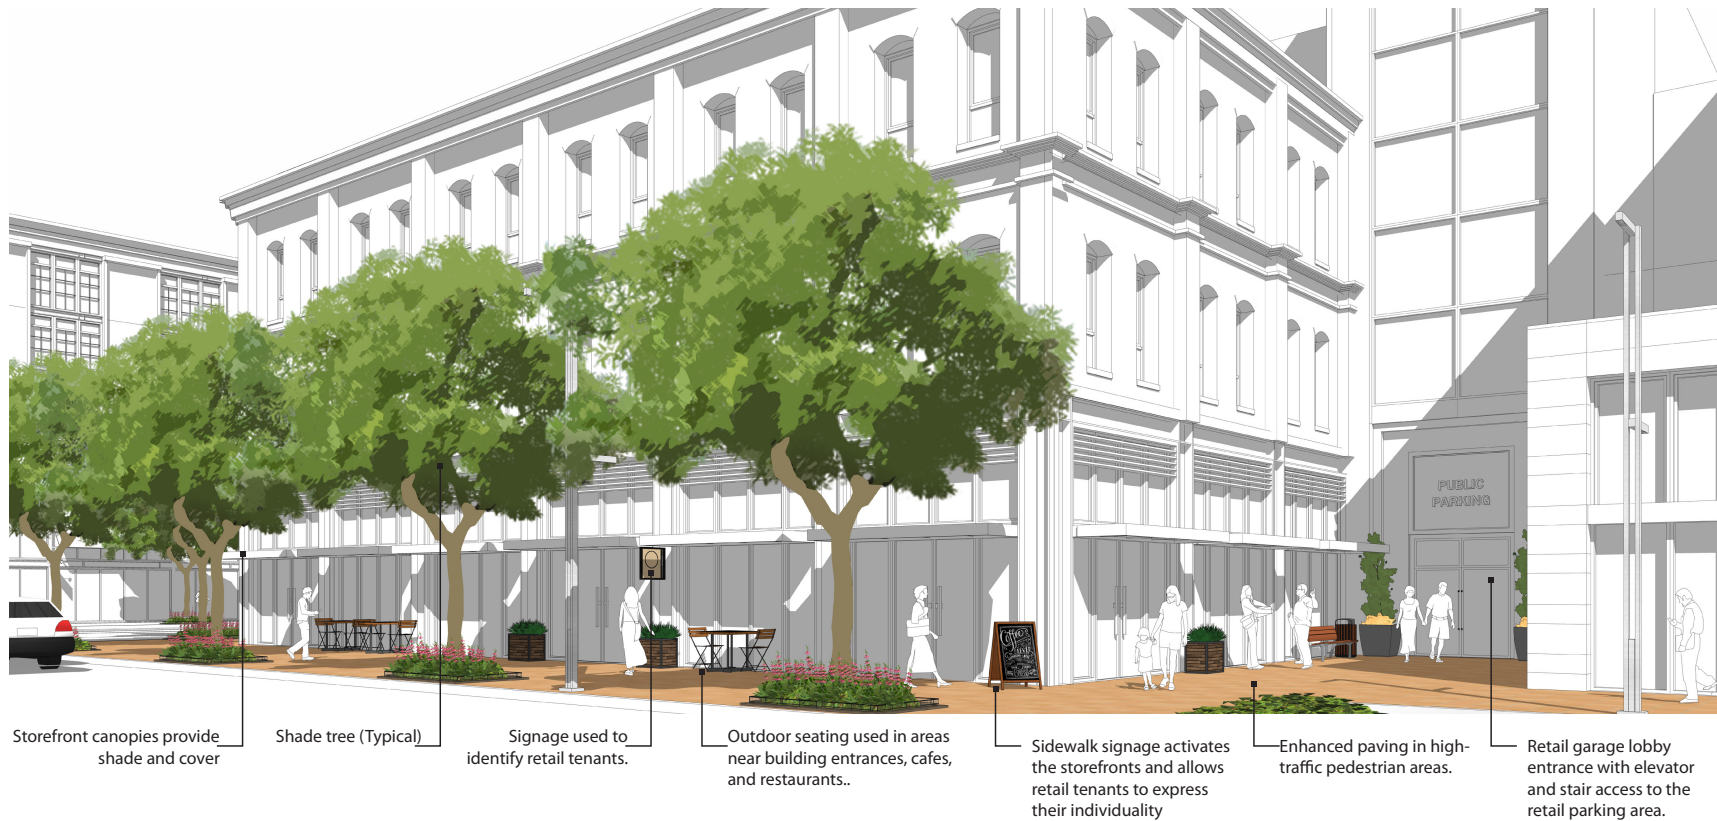 PUBLIC
PARKING
Coffee
Storefront canopies provide
shade and cover
Shade tree (Typical)
Signage used to
identify retail tenants.
Outdoor seating used in areas
near building entrances, cafes,
and restaurants..
Sidewalk signage activates
the storefronts and allows
retail tenants to express
their individuality
Enhanced paving in high-
traffic pedestrian areas.
Retail garage lobby
entrance with elevator
and stair access to the
retail parking area.